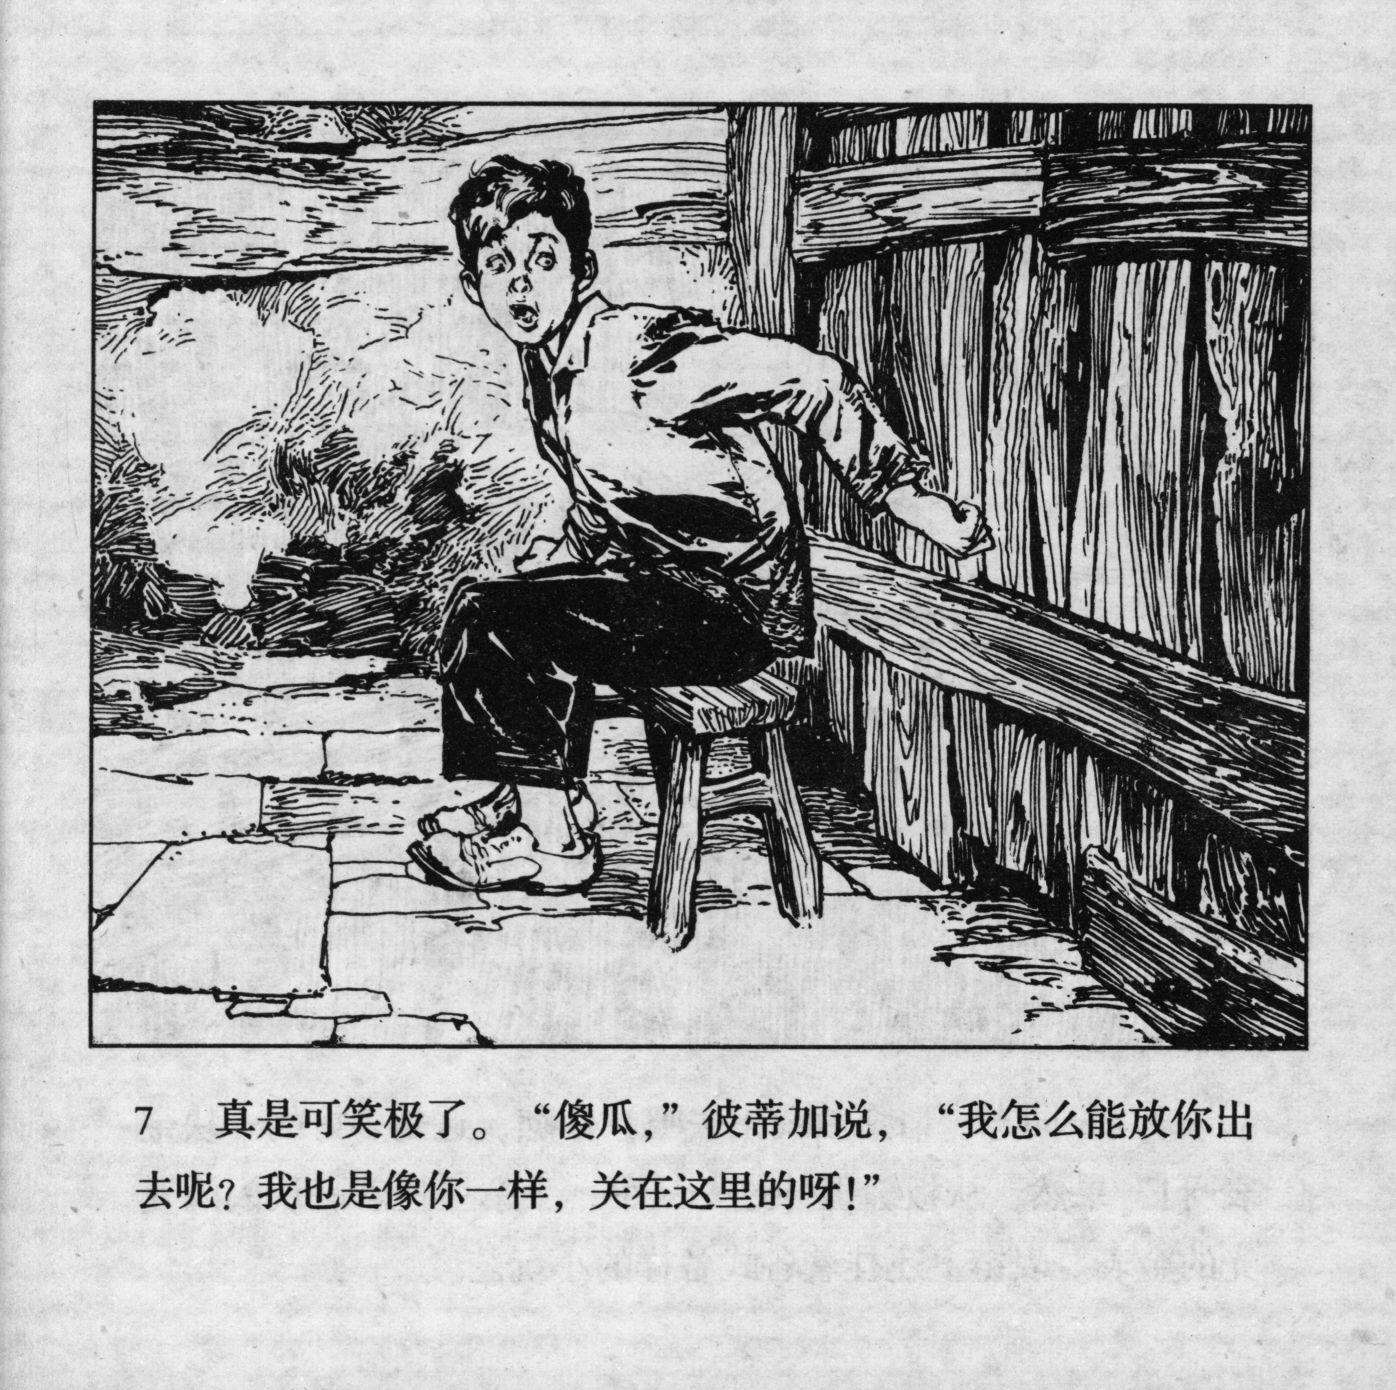 7 真是可笑极了。“傻瓜，”彼蒂加说，“我怎么能放你出
去呢？我也是像你一样，关在这里的呀！”